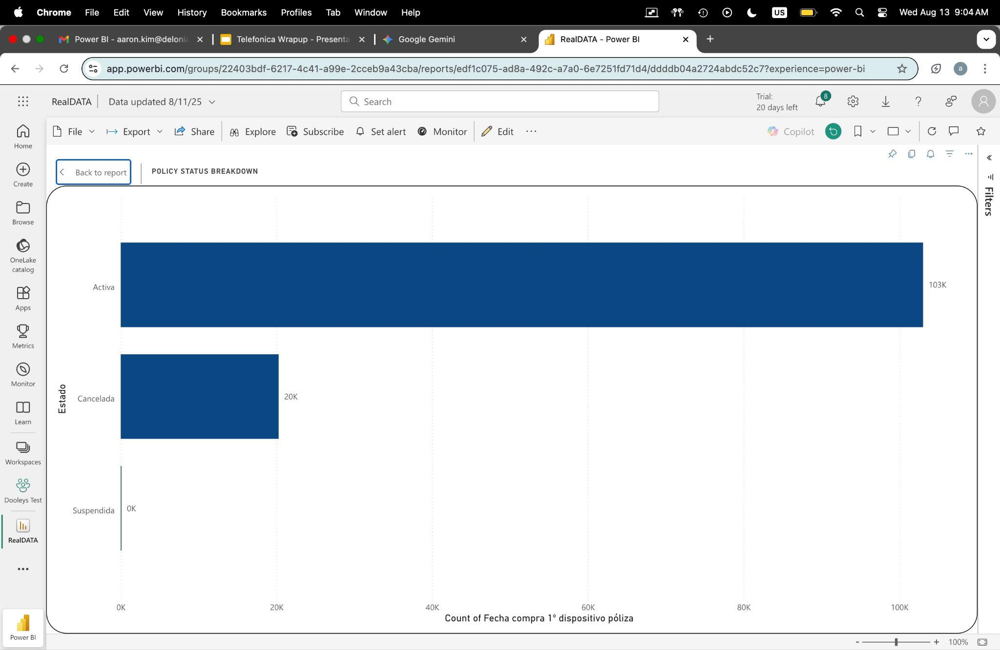 Chrome File Edit View History Bookmarks Profiles Tab Window Help US Wed Aug 13 9:04 AM
Power BI - aaron.kim@delonia Telefonica Wrapup - Presenta Google Gemini RealDATA - Power BI
app.powerbi.com/groups/22403bdf-6217-4c41-a99e-2cceb9a43cba/reports/edf1c075-ad8a-492c-a7a0-6e7251fd71d4/ddddb04a2724abdc52c7?experience=power-bi a
RealDATA Data updated 8/11/25 Search Trial: 8
20 days left
File Export Share Explore Subscribe Set alert Monitor Edit Copilot
Home
Create
Browse
OneLake
catalog
Apps
Metrics
Monitor
Learn
Workspaces
Dooleys Test
RealDATA
Power BI
Back to report POLICY STATUS BREAKDOWN
Filters
Estado
Activa 103K
Cancelada 20K
Suspendida 0K
0K 20K 40K 60K 80K 100K
Count of Fecha compra 1º dispositivo póliza
- + 100%